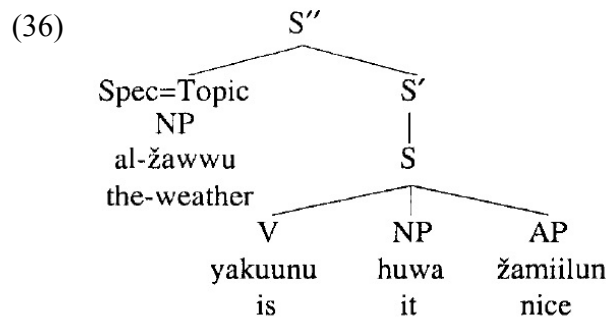 (36)
S″
Spec=Topic S′
NP
al-žawwu S
the-weather
V NP AP
yakuunu huwa žamiilun
is it nice